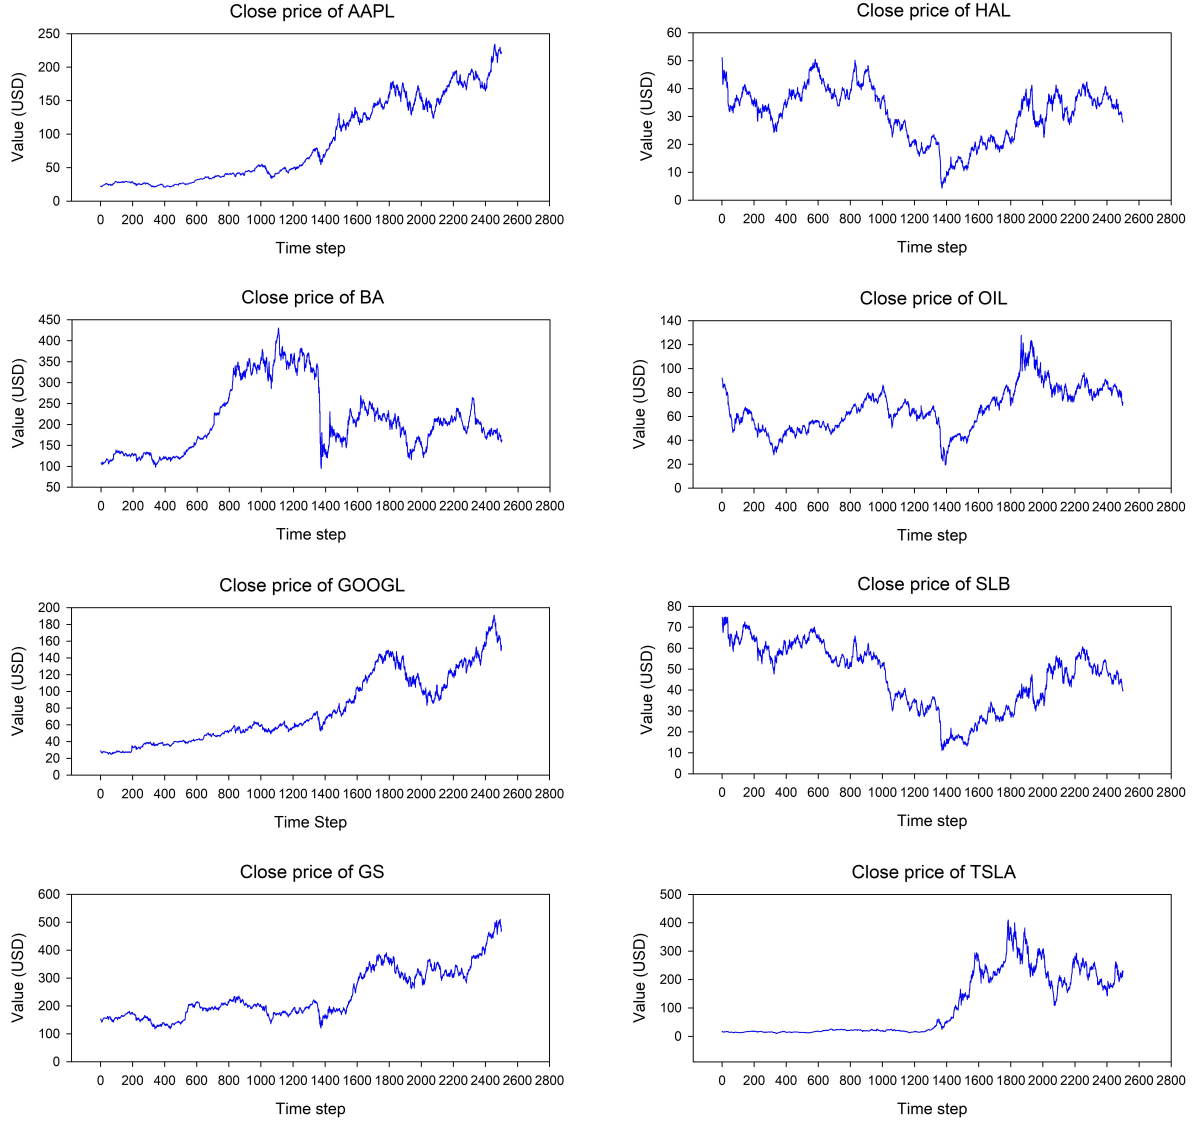 Close price of AAPL
Value (USD)
250
200
150
100
50
0
0 200 400 600 800 1000 1200 1400 1600 1800 2000 2200 2400 2600 2800
Time step
Close price of HAL
Value (USD)
60
50
40
30
20
10
0
0 200 400 600 800 1000 1200 1400 1600 1800 2000 2200 2400 2600 2800
Time step
Close price of BA
Value (USD)
450
400
350
300
250
200
150
100
50
0 200 400 600 800 1000 1200 1400 1600 1800 2000 2200 2400 2600 2800
Time step
Close price of OIL
Value (USD)
140
120
100
80
60
40
20
0
0 200 400 600 800 1000 1200 1400 1600 1800 2000 2200 2400 2600 2800
Time step
Close price of GOOGL
Value (USD)
200
180
160
140
120
100
80
60
40
20
0
0 200 400 600 800 1000 1200 1400 1600 1800 2000 2200 2400 2600 2800
Time Step
Close price of SLB
Value (USD)
80
70
60
50
40
30
20
10
0
0 200 400 600 800 1000 1200 1400 1600 1800 2000 2200 2400 2600 2800
Time step
Close price of GS
Value (USD)
600
500
400
300
200
100
0
0 200 400 600 800 1000 1200 1400 1600 1800 2000 2200 2400 2600 2800
Time step
Close price of TSLA
Value (USD)
500
400
300
200
100
0
0 200 400 600 800 1000 1200 1400 1600 1800 2000 2200 2400 2600 2800
Time step